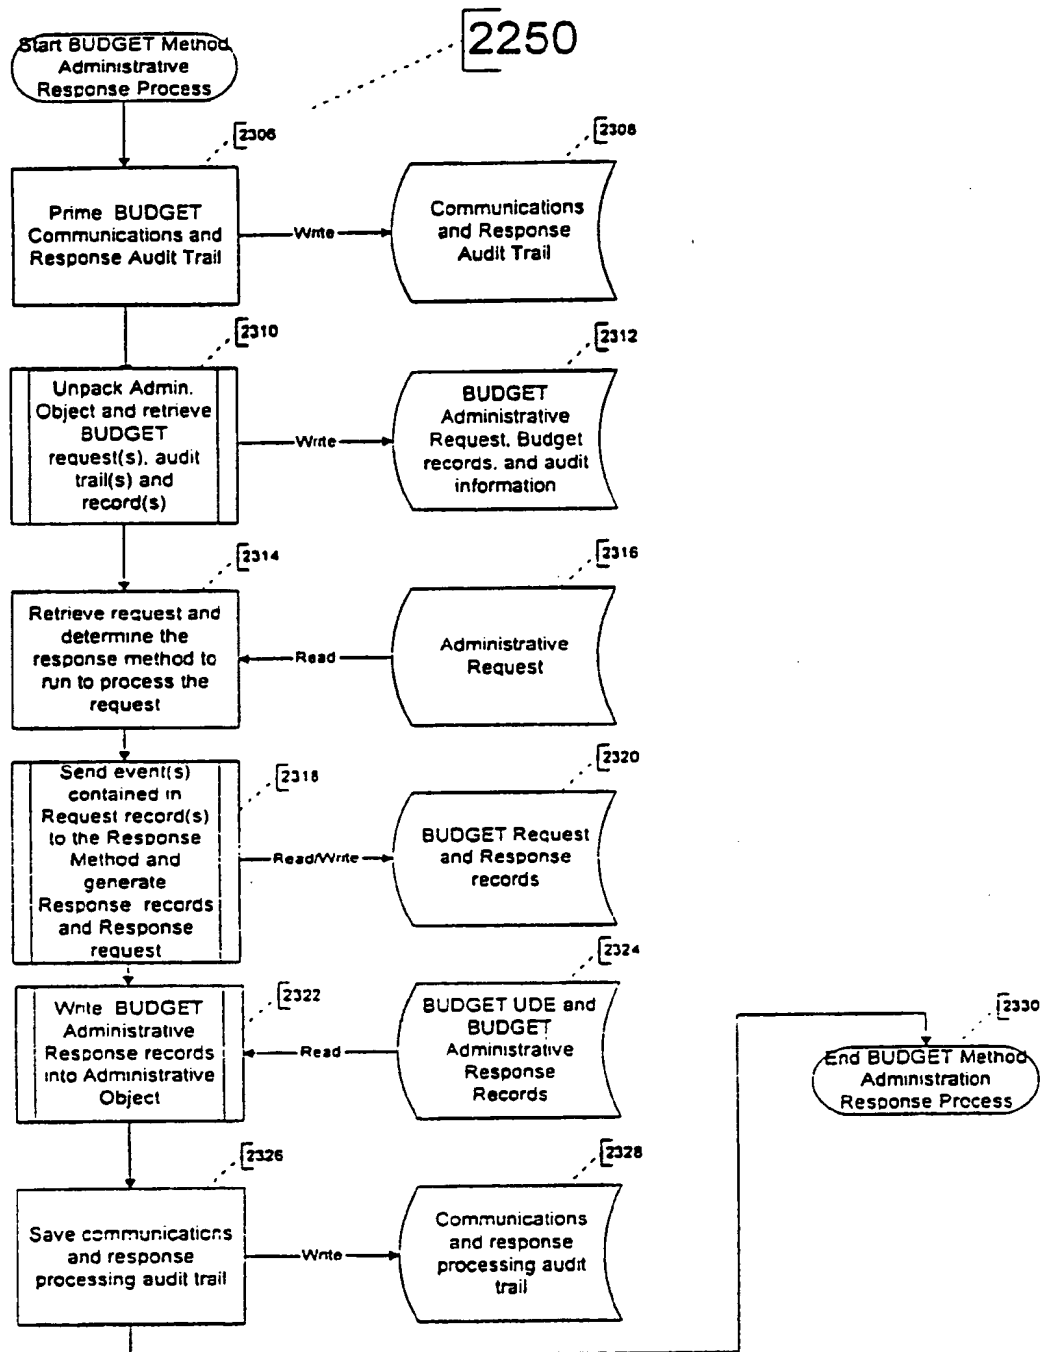 2250
Start BUDGET Method
Administrative
Response Process
2306
2308
Prime BUDGET
Communications and
Response Audit Trail
Write
Communications
and Response
Audit Trail
2310
2312
Unpack Admin.
Object and retrieve
BUDGET
request(s), audit
trail(s) and
record(s)
Write
BUDGET
Administrative
Request, Budget
records, and audit
information
2314
2316
Retrieve request and
determine the
response method to
run to process the
request
Read
Administrative
Request
2318
2320
Send event(s)
contained in
Request record(s)
to the Response
Method and
generate
Response records
and Response
request
Read/Write
BUDGET Request
and Response
records
2322
2324
Write BUDGET
Administrative
Response records
into Administrative
Object
Read
BUDGET UDE and
BUDGET
Administrative
Response
Records
2330
End BUDGET Method
Administration
Response Process
2326
2328
Save communications
and response
processing audit trail
Write
Communications
and response
processing audit
trail